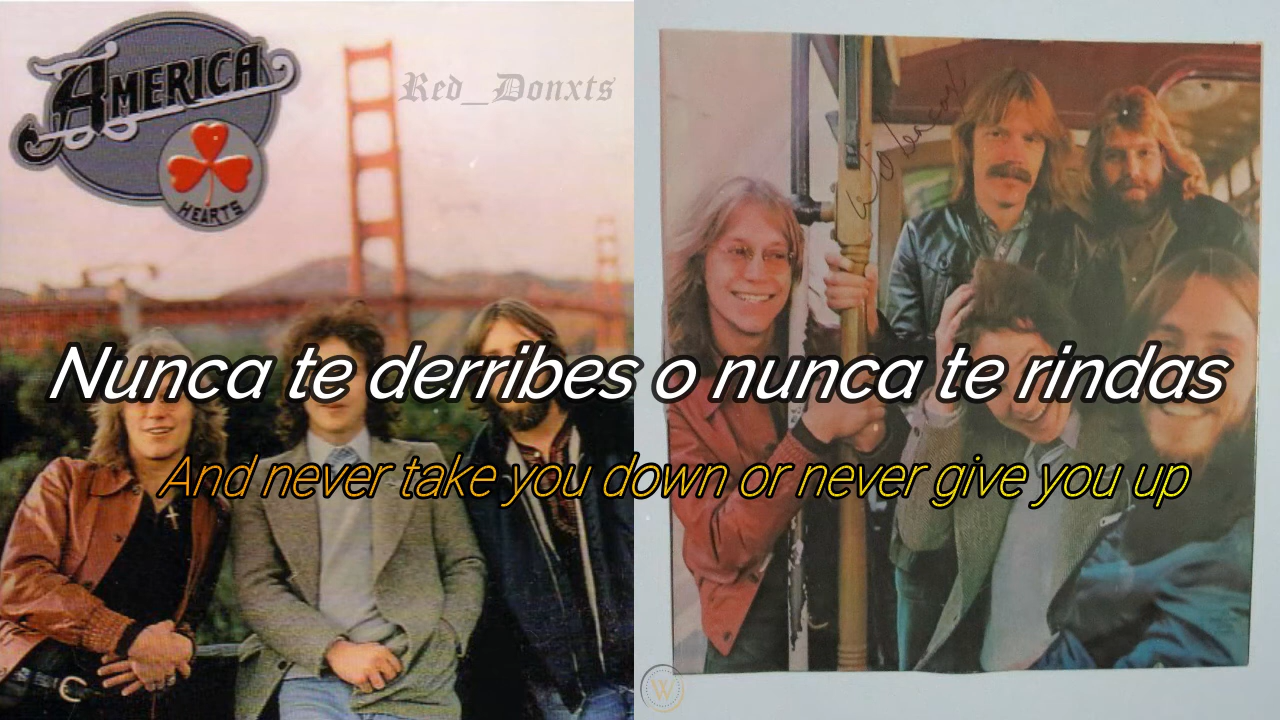 AMERICA
HEARTS
Red_Donxts
Nunca te derribes o nunca te rindas
And never take you down or never give you up
W